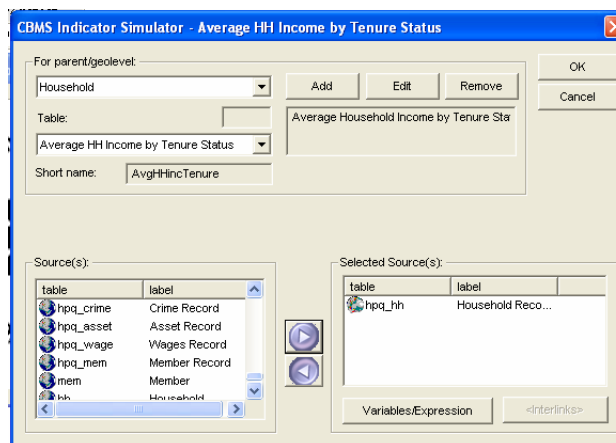 CBMS Indicator Simulator - Average HH Income by Tenure Status
For parent/geolevel:
Household
Add
Edit
Remove
OK
Cancel
Table:
Average Household Income by Tenure Sta
Average HH Income by Tenure Status
Short name:
AvgHHincTenure
Source(s):
table label
hpq_crime Crime Record
hpq_asset Asset Record
hpq_wage Wages Record
hpq_mem Member Record
mem Member
hh Household
Selected Source(s):
table label
hpq_hh Household Reco...
Variables/Expression
<Interlinks>